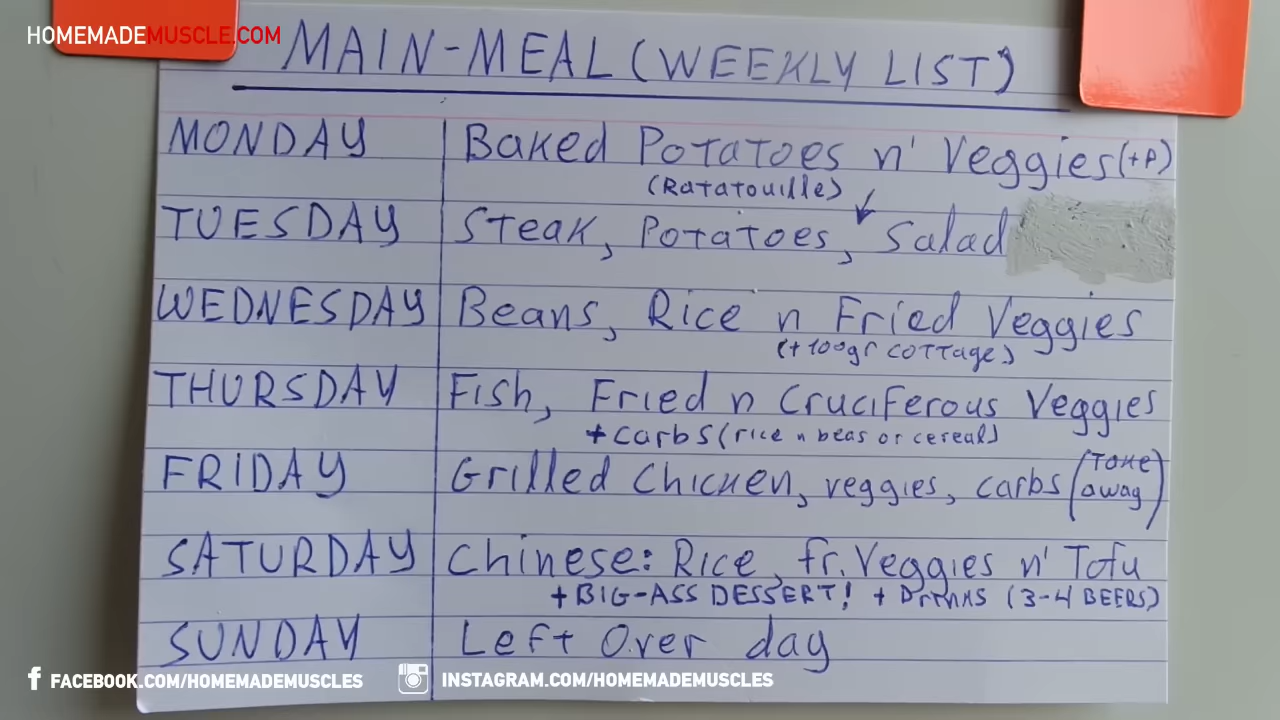 HOMEMADEMUSCLE.COM
MAIN-MEAL (WEEKLY LIST)
MONDAY Baked Potatoes n' Veggies (+P)
(Ratatouille)
TUESDAY Steak, Potatoes, Salad
WEDNESDAY Beans, Rice n Fried Veggies
(+100gr cottage)
THURSDAY Fish, Fried n Cruciferous Veggies
+ carbs (rice n beas or cereal)
FRIDAY Grilled Chicken, veggies, carbs (Take away)
SATURDAY Chinese: Rice, fr. Veggies n' Tofu
+ BIG-ASS DESSERT! + Drinks (3-4 BEERS)
SUNDAY Left Over day
FACEBOOK.COM/HOMEMADEMUSCLES INSTAGRAM.COM/HOMEMADEMUSCLES